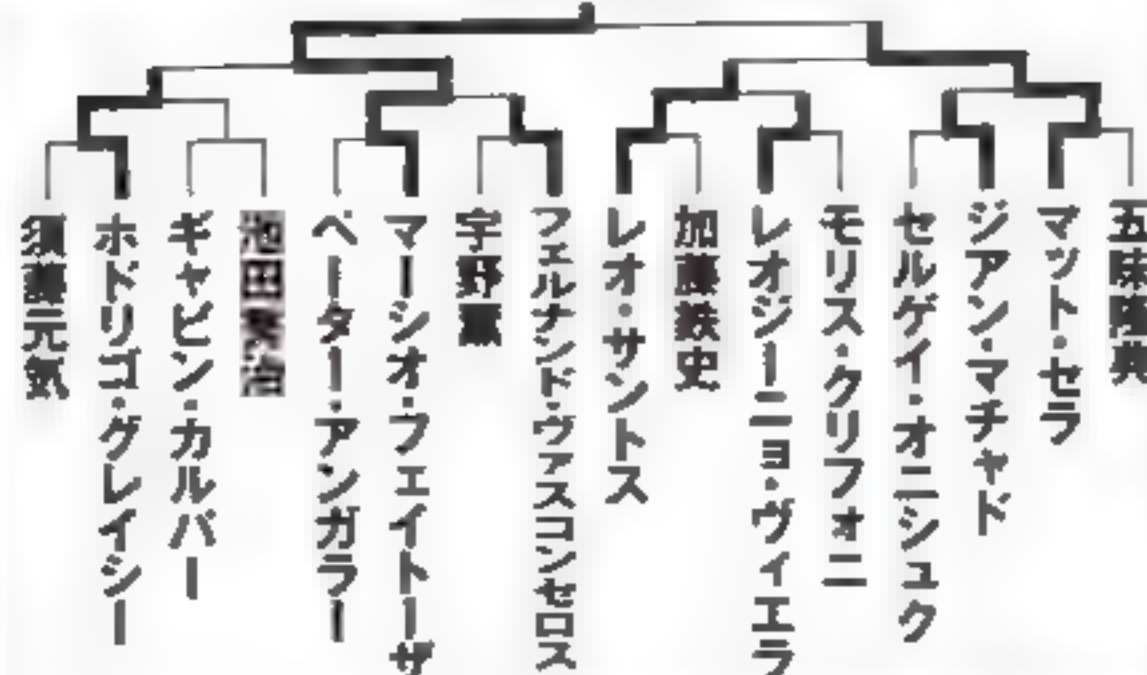 須藤元気
ホドリゴ・グレイシー
ギャビン・カルバー
池田秀治
ペーター・アンガラー
マーシオ・フェイトーザ
宇野薫
フェルナンド・ヴァスコンセロス
レオ・サントス
加藤鉄史
レオジーニョ・ヴィエラ
モリス・クリフォニ
セルゲイ・オニシュク
ジアン・マチャド
マット・セラ
五味隆典